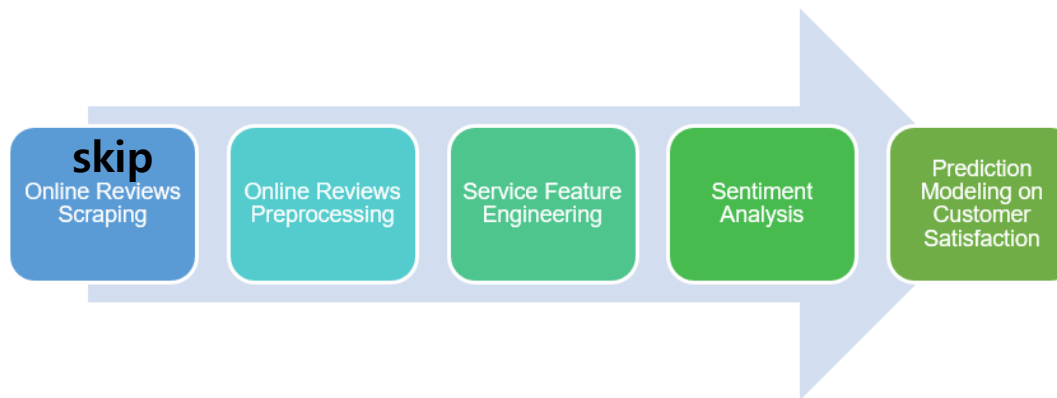 skip
Online Reviews
Scraping
Online Reviews
Preprocessing
Service Feature
Engineering
Sentiment
Analysis
Prediction
Modeling on
Customer
Satisfaction